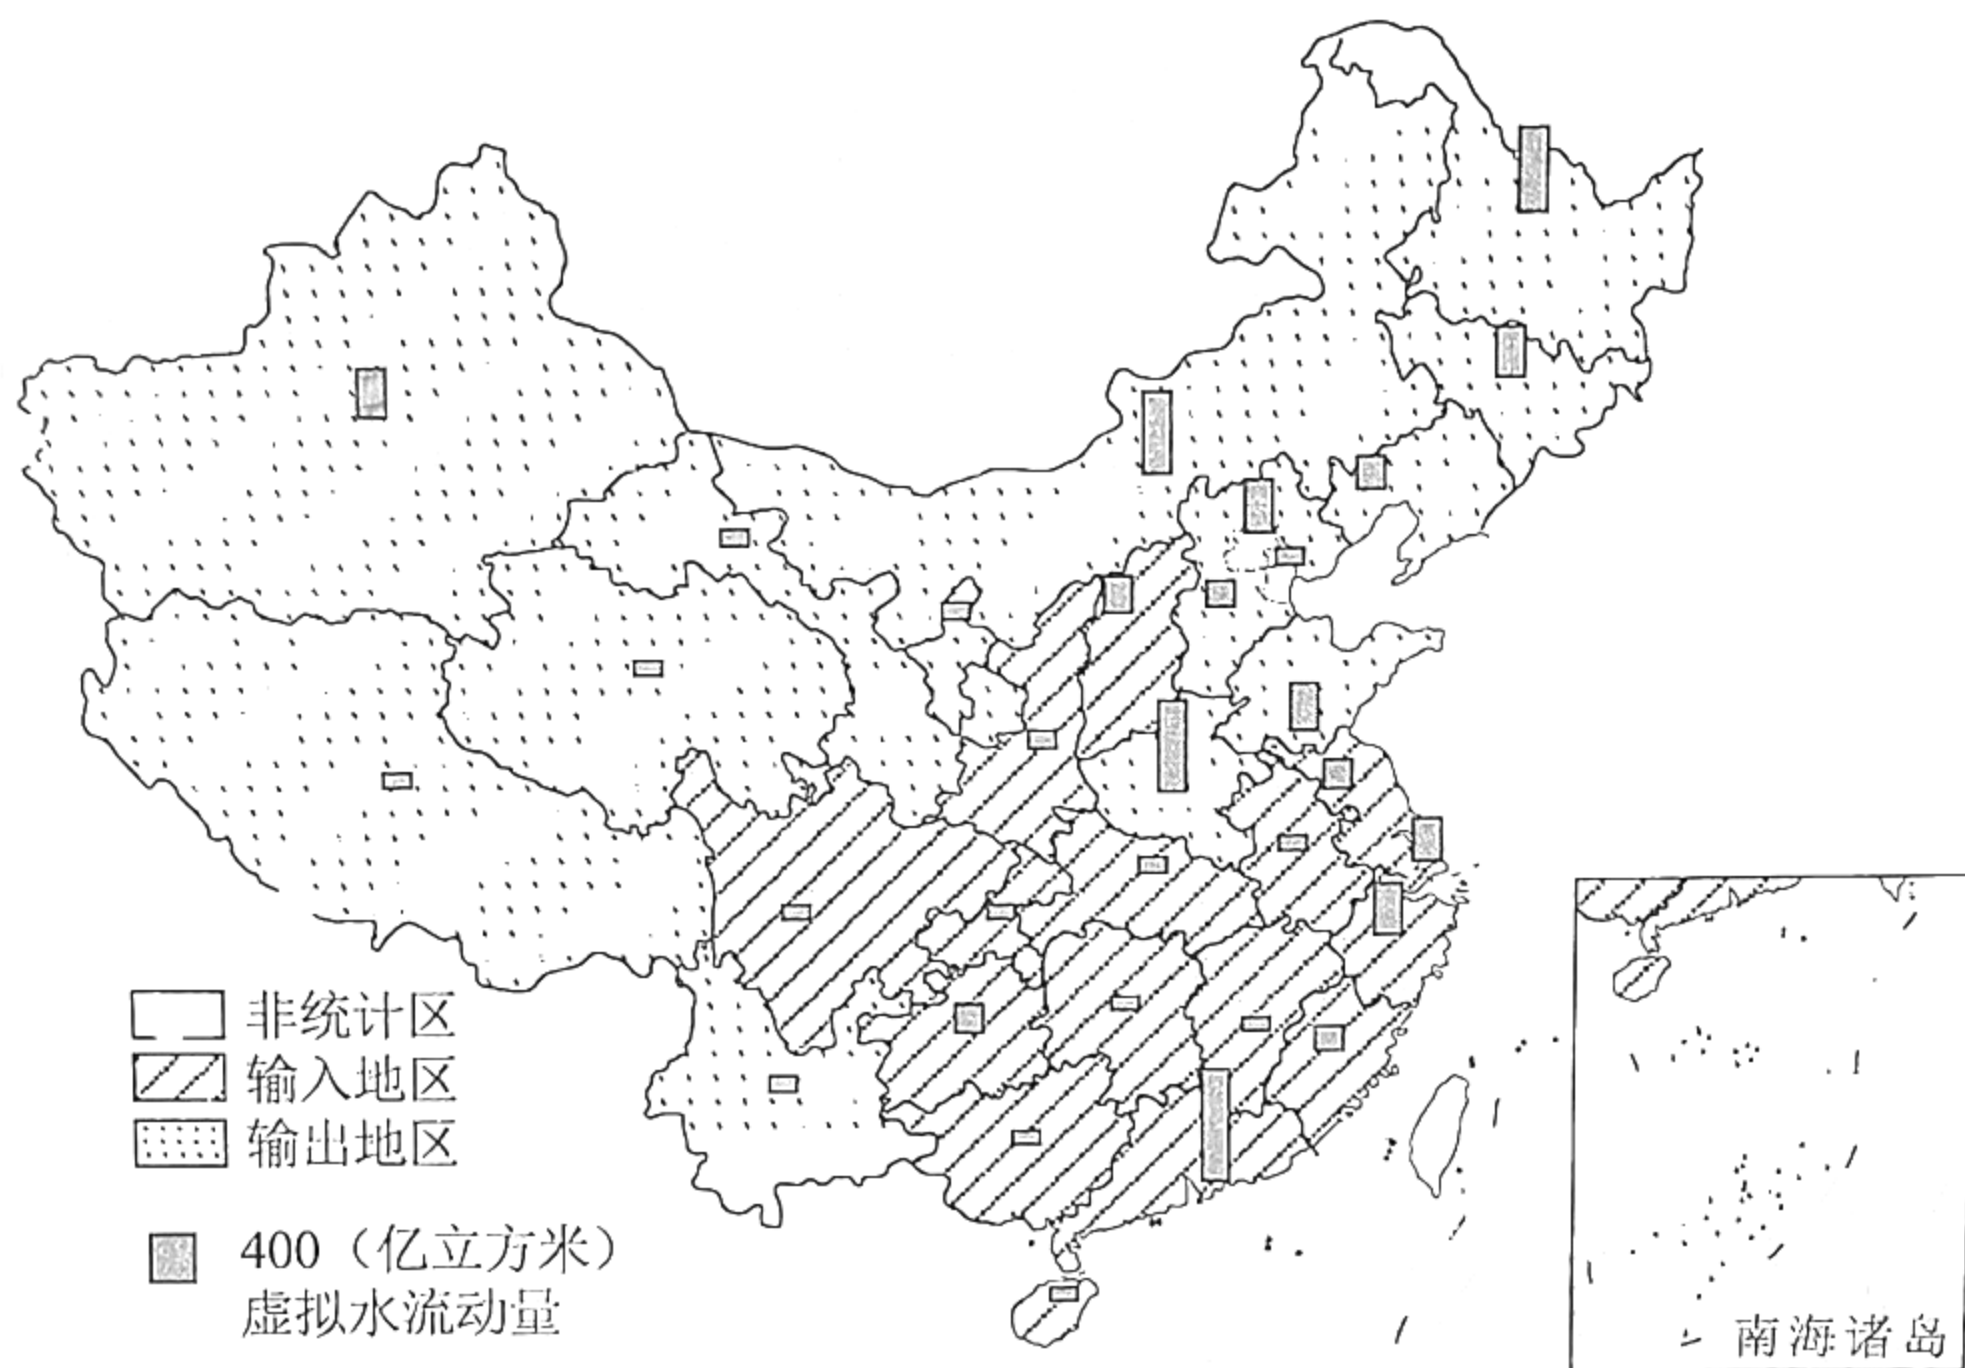 非统计区
输入地区
输出地区
400（亿立方米）
虚拟水流动量
南海诸岛